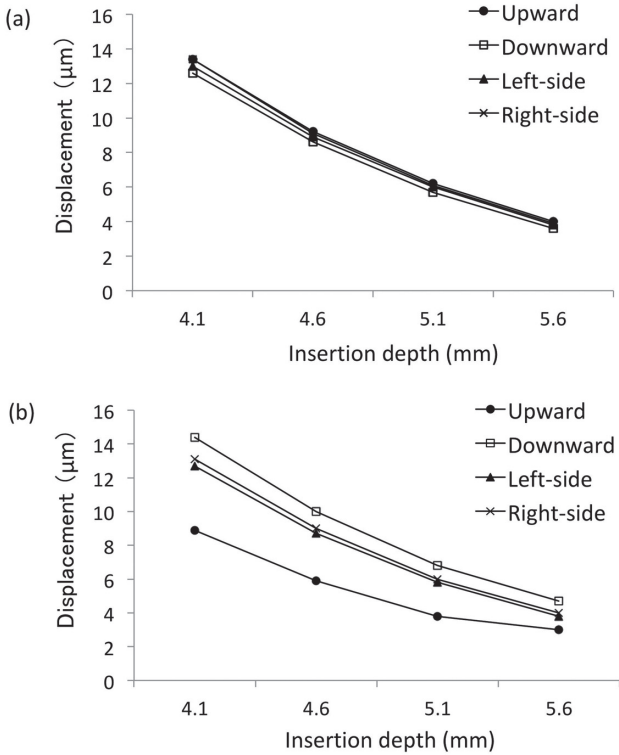 (a)
16
14
12
10
8
6
4
2
0
Displacement (μm)
4.1 4.6 5.1 5.6
Insertion depth (mm)
Upward
Downward
Left-side
Right-side
(b)
16
14
12
10
8
6
4
2
0
Displacement (μm)
4.1 4.6 5.1 5.6
Insertion depth (mm)
Upward
Downward
Left-side
Right-side